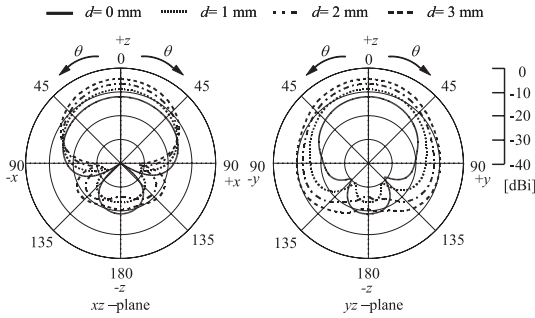 d= 0 mm d= 1 mm d= 2 mm d= 3 mm
+z +z
θ 0 θ θ 0 θ
45 45 45 45
0
-10
-20
-30
-40
[dBi]
90 90 90 90
-x +x -y +y
135 135 135 135
180 180
-z -z
xz –plane yz –plane